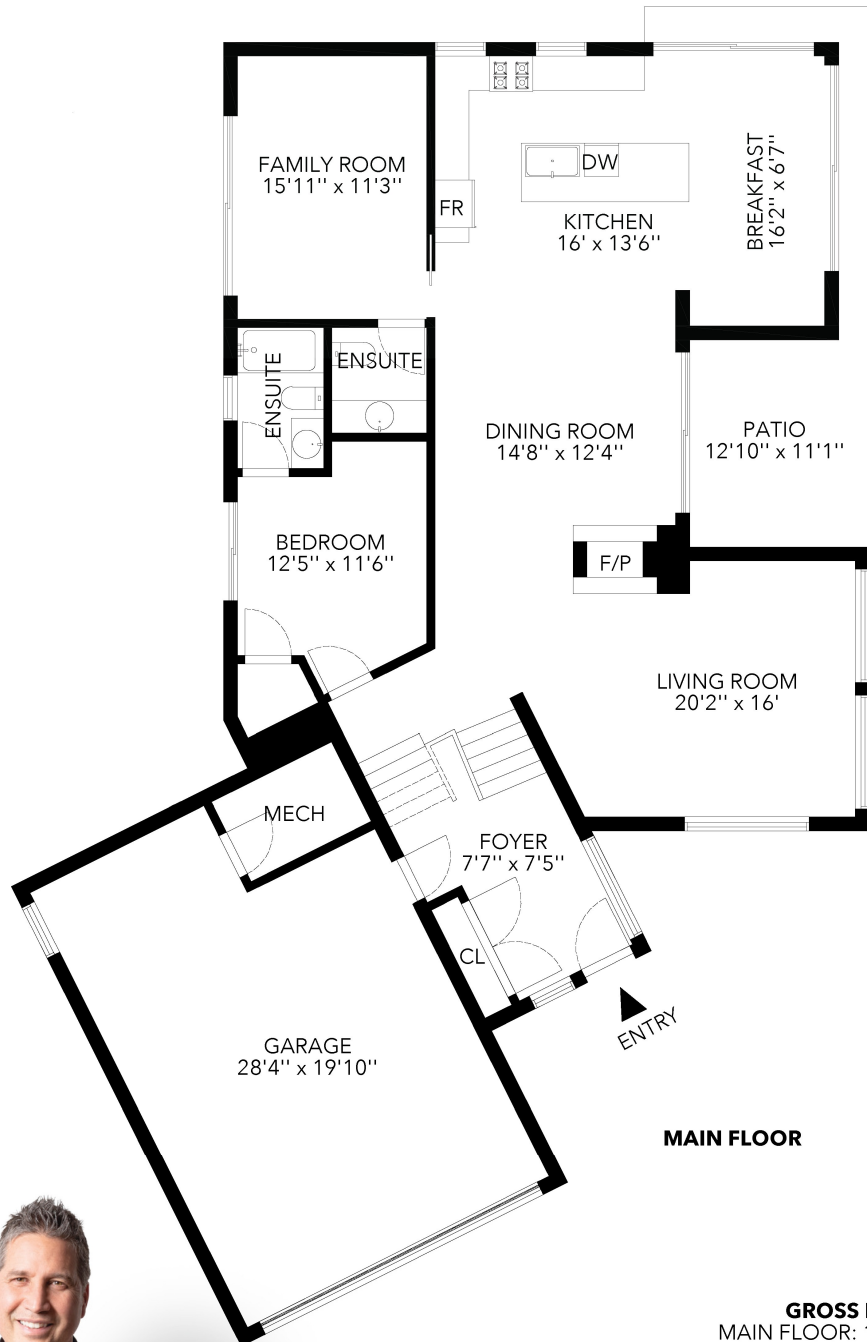 FAMILY ROOM
15'11'' x 11'3''
DW
FR
KITCHEN
16' x 13'6''
BREAKFAST
16'2'' x 6'7''
ENSUITE
ENSUITE
DINING ROOM
14'8'' x 12'4''
PATIO
12'10'' x 11'1''
BEDROOM
12'5'' x 11'6''
F/P
LIVING ROOM
20'2'' x 16'
MECH
FOYER
7'7'' x 7'5''
CL
ENTRY
GARAGE
28'4'' x 19'10''
MAIN FLOOR
GROSS
MAIN FLOOR: